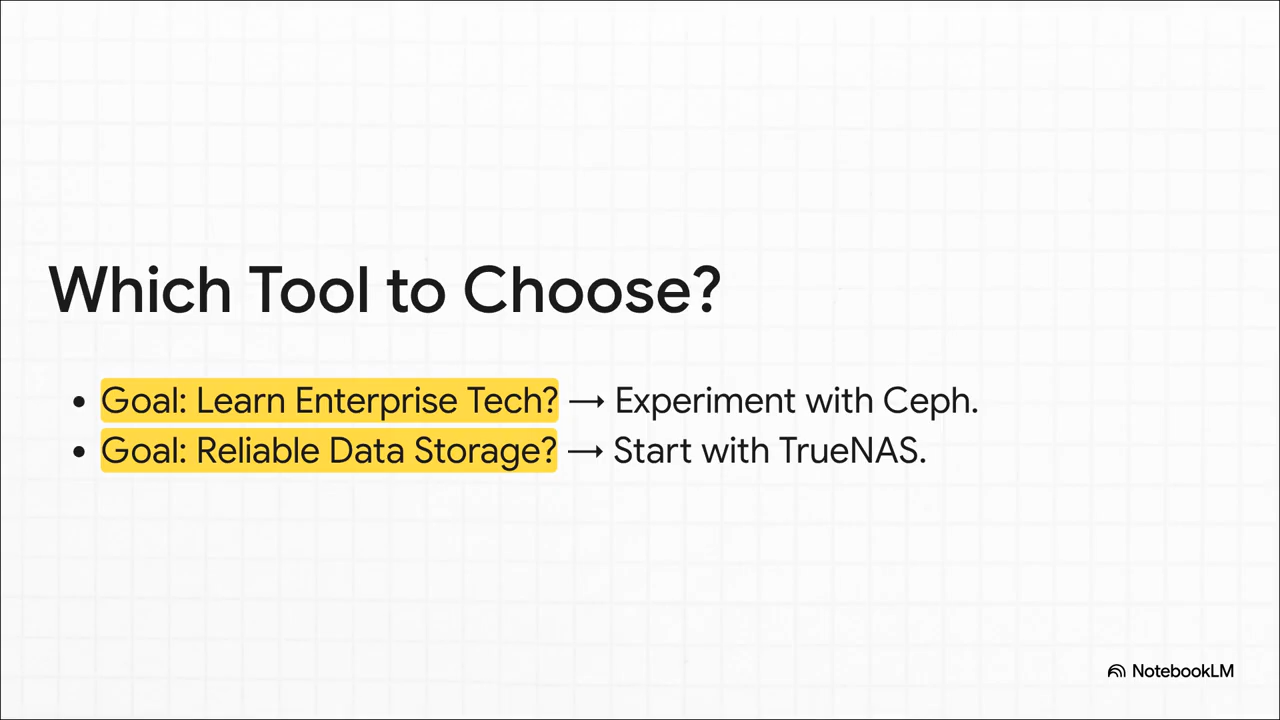 Which Tool to Choose?
• Goal: Learn Enterprise Tech? → Experiment with Ceph.
• Goal: Reliable Data Storage? → Start with TrueNAS.
NotebookLM